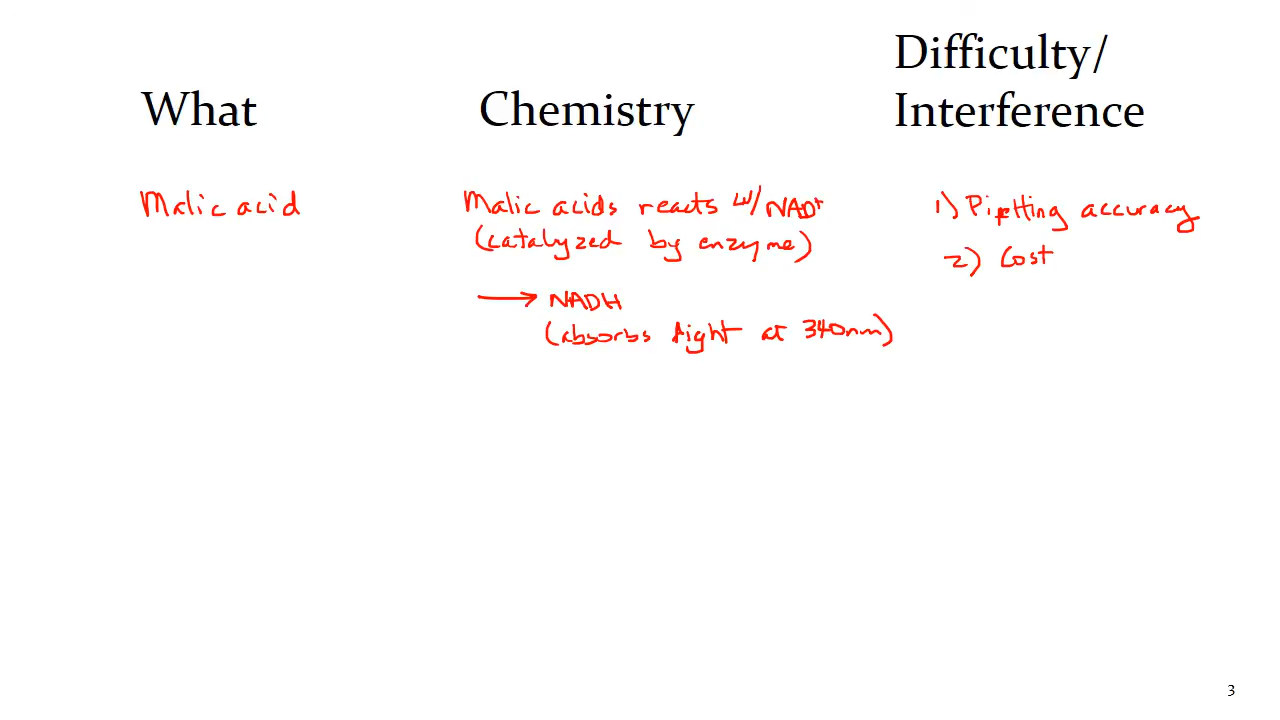 What
Chemistry
Difficulty/
Interference
Malic acid
Malic acids reacts w/ NAD+
(catalyzed by enzyme)
→ NADH
(absorbs light at 340nm)
1) Pipetting accuracy
2) Cost
3